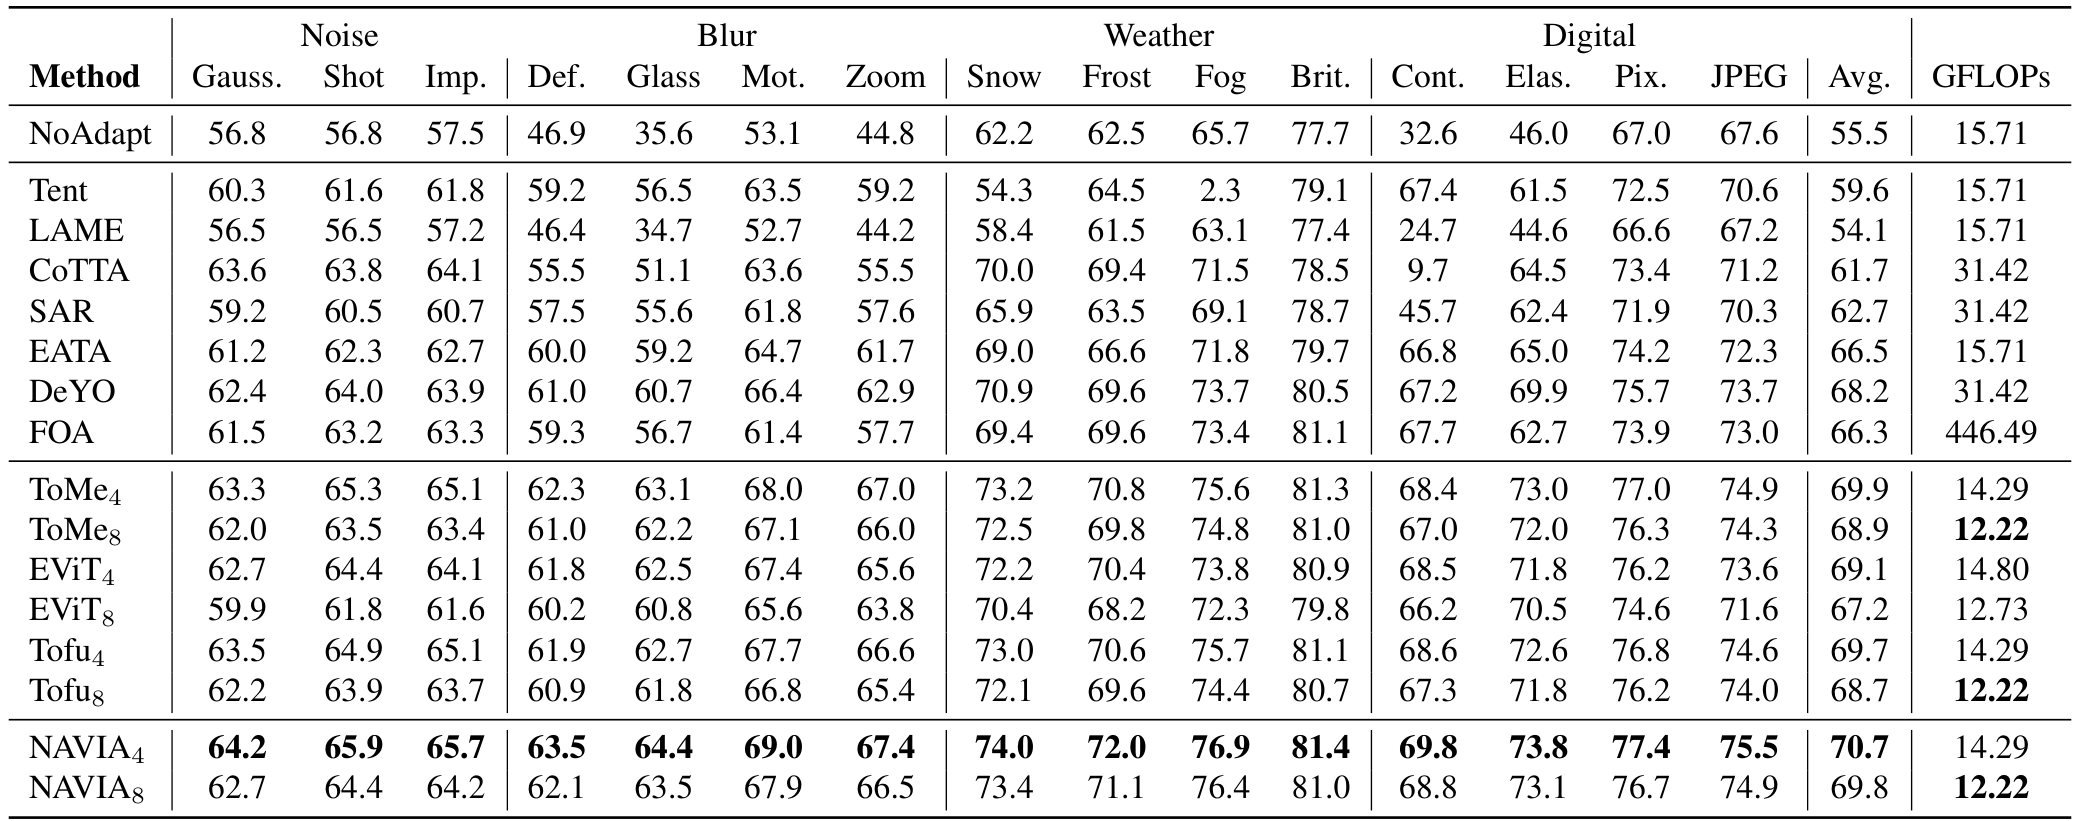 Noise Blur Weather Digital
Method Gauss. Shot Imp. Def. Glass Mot. Zoom Snow Frost Fog Brit. Cont. Elas. Pix. JPEG Avg. GFLOPs
NoAdapt 56.8 56.8 57.5 46.9 35.6 53.1 44.8 62.2 62.5 65.7 77.7 32.6 46.0 67.0 67.6 55.5 15.71
Tent 60.3 61.6 61.8 59.2 56.5 63.5 59.2 54.3 64.5 2.3 79.1 67.4 61.5 72.5 70.6 59.6 15.71
LAME 56.5 56.5 57.2 46.4 34.7 52.7 44.2 58.4 61.5 63.1 77.4 24.7 44.6 66.6 67.2 54.1 15.71
CoTTA 63.6 63.8 64.1 55.5 51.1 63.6 55.5 70.0 69.4 71.5 78.5 9.7 64.5 73.4 71.2 61.7 31.42
SAR 59.2 60.5 60.7 57.5 55.6 61.8 57.6 65.9 63.5 69.1 78.7 45.7 62.4 71.9 70.3 62.7 31.42
EATA 61.2 62.3 62.7 60.0 59.2 64.7 61.7 69.0 66.6 71.8 79.7 66.8 65.0 74.2 72.3 66.5 15.71
DeYO 62.4 64.0 63.9 61.0 60.7 66.4 62.9 70.9 69.6 73.7 80.5 67.2 69.9 75.7 73.7 68.2 31.42
FOA 61.5 63.2 63.3 59.3 56.7 61.4 57.7 69.4 69.6 73.4 81.1 67.7 62.7 73.9 73.0 66.3 446.49
ToMe₄ 63.3 65.3 65.1 62.3 63.1 68.0 67.0 73.2 70.8 75.6 81.3 68.4 73.0 77.0 74.9 69.9 14.29
ToMe₈ 62.0 63.5 63.4 61.0 62.2 67.1 66.0 72.5 69.8 74.8 81.0 67.0 72.0 76.3 74.3 68.9 12.22
EViT₄ 62.7 64.4 64.1 61.8 62.5 67.4 65.6 72.2 70.4 73.8 80.9 68.5 71.8 76.2 73.6 69.1 14.80
EViT₈ 59.9 61.8 61.6 60.2 60.8 65.6 63.8 70.4 68.2 72.3 79.8 66.2 70.5 74.6 71.6 67.2 12.73
Tofu₄ 63.5 64.9 65.1 61.9 62.7 67.7 66.6 73.0 70.6 75.7 81.1 68.6 72.6 76.8 74.6 69.7 14.29
Tofu₈ 62.2 63.9 63.7 60.9 61.8 66.8 65.4 72.1 69.6 74.4 80.7 67.3 71.8 76.2 74.0 68.7 12.22
NAVIA₄ 64.2 65.9 65.7 63.5 64.4 69.0 67.4 74.0 72.0 76.9 81.4 69.8 73.8 77.4 75.5 70.7 14.29
NAVIA₈ 62.7 64.4 64.2 62.1 63.5 67.9 66.5 73.4 71.1 76.4 81.0 68.8 73.1 76.7 74.9 69.8 12.22